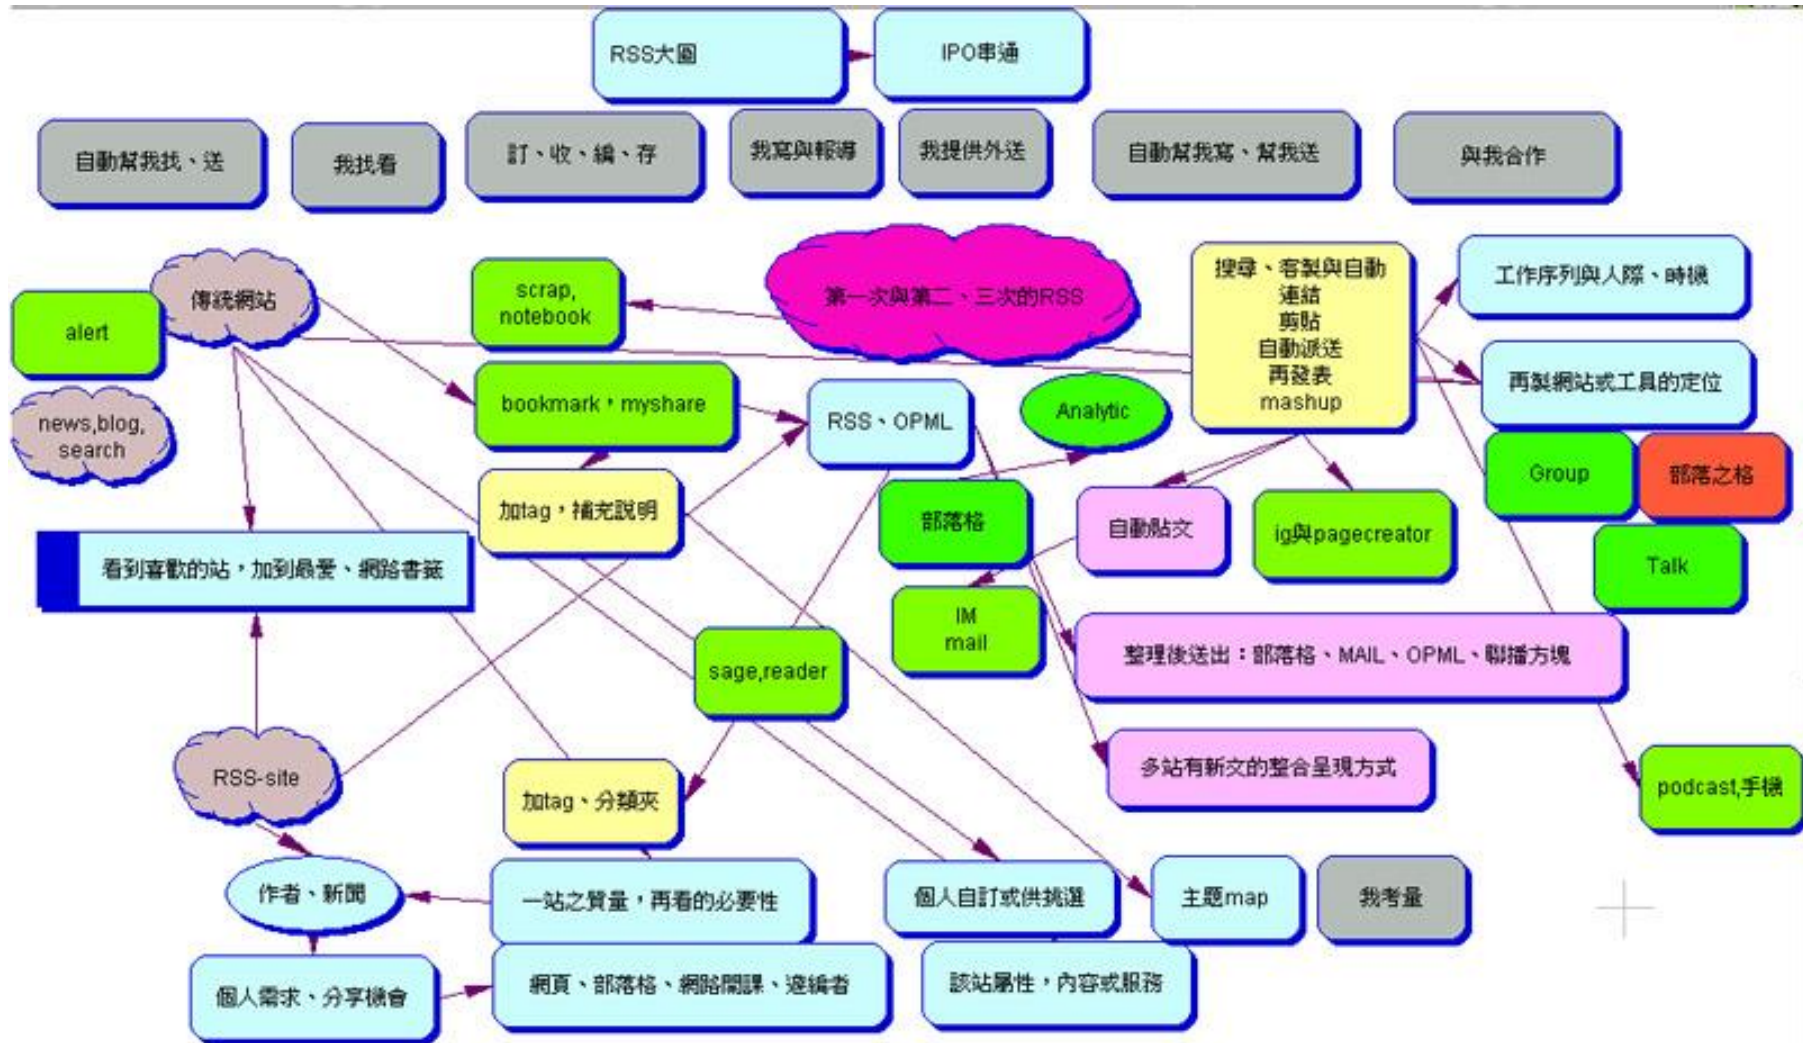 RSS大圖
IPO串通
自動幫我找、送
我找看
訂、收、編、存
我寫與報導
我提供外送
自動幫我寫、幫我送
與我合作
傳統網站
alert
news,blog,
search
scrap,
notebook
第一次與第二、三次的RSS
搜尋、客製與自動
連結
剪貼
自動派送
再發表
mashup
工作序列與人際、時機
再製網站或工具的定位
bookmark，myshare
RSS、OPML
Analytic
Group
部落之格
加tag，補充說明
部落格
自動貼文
ig與pagecreator
Talk
看到喜歡的站，加到最愛、網路書籤
IM
mail
sage,reader
整理後送出：部落格、MAIL、OPML、聯播方塊
RSS-site
加tag、分類夾
多站有新文的整合呈現方式
podcast,手機
作者、新聞
一站之質量，再看的必要性
個人自訂或供挑選
主題map
我考量
個人需求、分享機會
網頁、部落格、網路開課、邀編者
該站屬性，內容或服務